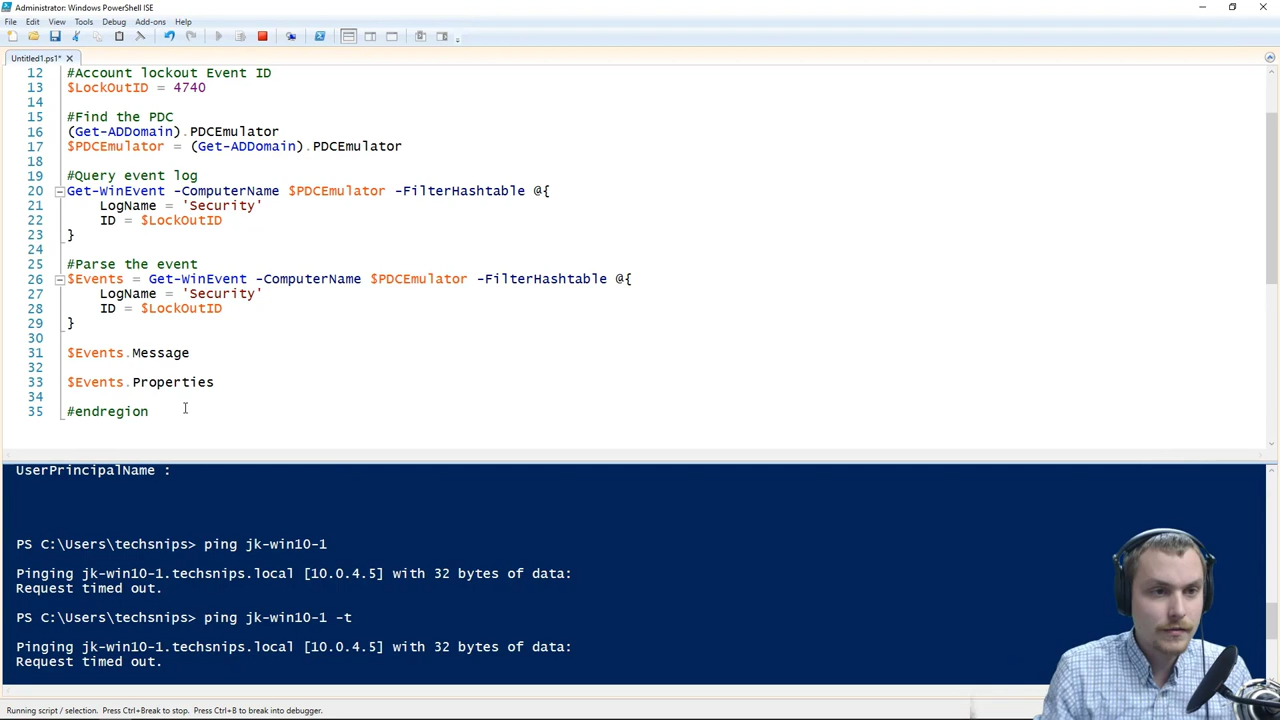 Administrator: Windows PowerShell ISE
File Edit View Tools Debug Add-ons Help
Untitled1.ps1*
12 #Account lockout Event ID
13 $LockOutID = 4740
14
15 #Find the PDC
16 (Get-ADDomain).PDCEmulator
17 $PDCEmulator = (Get-ADDomain).PDCEmulator
18
19 #Query event log
20 Get-WinEvent -ComputerName $PDCEmulator -FilterHashtable @{
21 LogName = 'Security'
22 ID = $LockOutID
23 }
24
25 #Parse the event
26 $Events = Get-WinEvent -ComputerName $PDCEmulator -FilterHashtable @{
27 LogName = 'Security'
28 ID = $LockOutID
29 }
30
31 $Events.Message
32
33 $Events.Properties
34
35 #endregion
UserPrincipalName :
PS C:\Users\techsnips> ping jk-win10-1
Pinging jk-win10-1.techsnips.local [10.0.4.5] with 32 bytes of data:
Request timed out.
PS C:\Users\techsnips> ping jk-win10-1 -t
Pinging jk-win10-1.techsnips.local [10.0.4.5] with 32 bytes of data:
Request timed out.
Running script / selection. Press Ctrl+Break to stop. Press Ctrl+B to break into debugger.